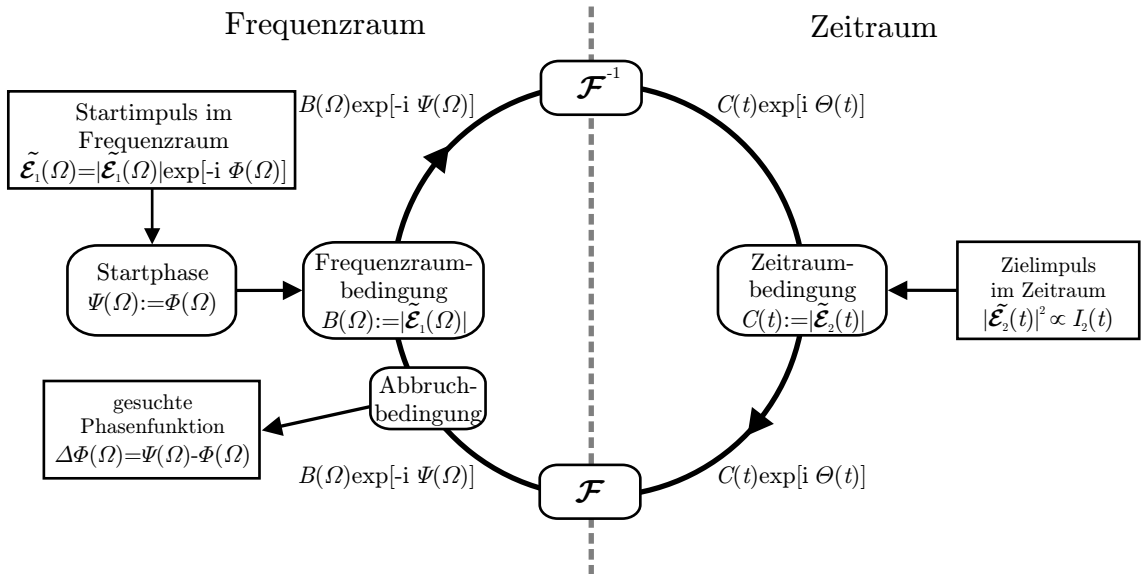 Frequenzraum
Zeitraum
𝓕⁻¹
B(Ω)exp[-i Ψ(Ω)]
C(t)exp[i Θ(t)]
Startimpuls im
Frequenzraum
𝓔̃₁(Ω)=|𝓔̃₁(Ω)|exp[-i Φ(Ω)]
Startphase
Ψ(Ω):=Φ(Ω)
Frequenzraum-
bedingung
B(Ω):=|𝓔̃₁(Ω)|
Zeitraum-
bedingung
C(t):=|𝓔̃₂(t)|
Zielimpuls
im Zeitraum
|𝓔̃₂(t)|² ∝ I₂(t)
Abbruch-
bedingung
gesuchte
Phasenfunktion
ΔΦ(Ω)=Ψ(Ω)-Φ(Ω)
B(Ω)exp[-i Ψ(Ω)]
𝓕
C(t)exp[i Θ(t)]